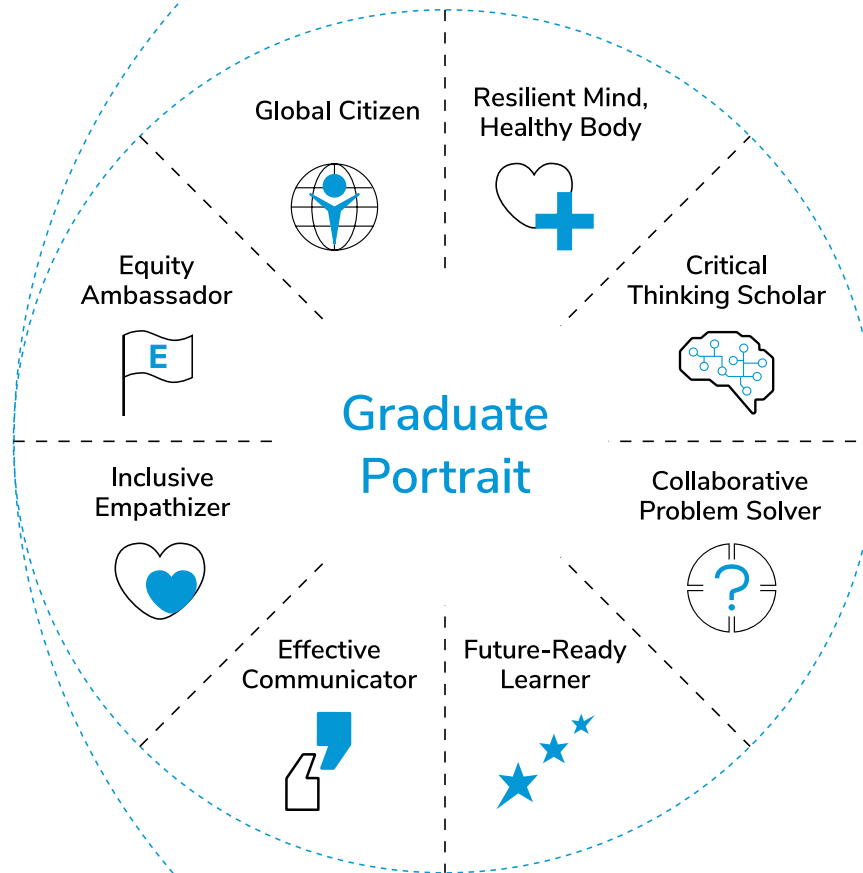 Global Citizen
Resilient Mind,
Healthy Body
Equity
Ambassador
E
Critical
Thinking Scholar
Graduate
Portrait
Inclusive
Empathizer
Collaborative
Problem Solver
?
Effective
Communicator
Future-Ready
Learner